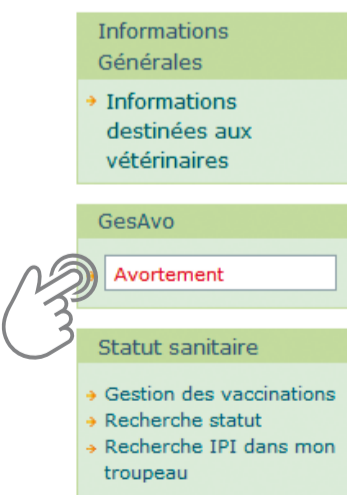 Informations
Générales
Informations
destinées aux
vétérinaires
GesAvo
Avortement
Statut sanitaire
Gestion des vaccinations
Recherche statut
Recherche IPI dans mon
troupeau